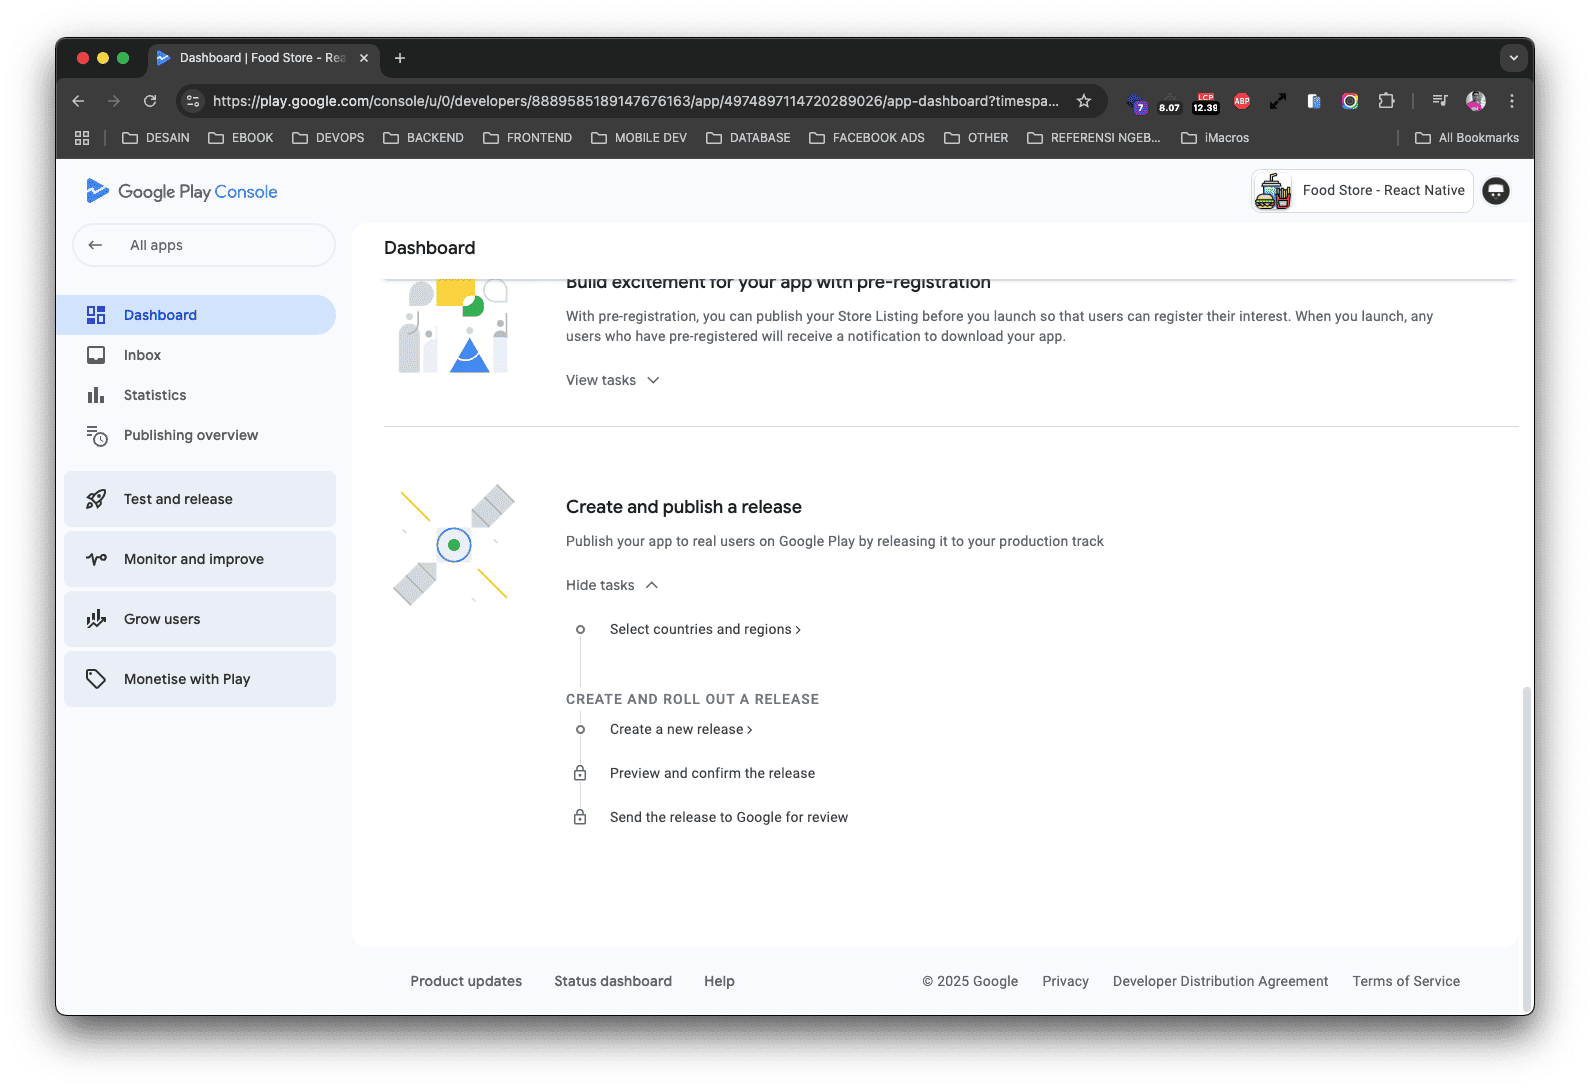 Dashboard | Food Store - Rea
https://play.google.com/console/u/0/developers/8889585189147676163/app/4974897114720289026/app-dashboard?timespa...
7
8.07
LCP
12.39
ABP
DESAIN
EBOOK
DEVOPS
BACKEND
FRONTEND
MOBILE DEV
DATABASE
FACEBOOK ADS
OTHER
REFERENSI NGEB...
iMacros
All Bookmarks
Google Play Console
Food Store - React Native
All apps
Dashboard
Inbox
Statistics
Publishing overview
Test and release
Monitor and improve
Grow users
Monetise with Play
Dashboard
Build excitement for your app with pre-registration
With pre-registration, you can publish your Store Listing before you launch so that users can register their interest. When you launch, any
users who have pre-registered will receive a notification to download your app.
View tasks
Create and publish a release
Publish your app to real users on Google Play by releasing it to your production track
Hide tasks
Select countries and regions
CREATE AND ROLL OUT A RELEASE
Create a new release
Preview and confirm the release
Send the release to Google for review
Product updates
Status dashboard
Help
© 2025 Google
Privacy
Developer Distribution Agreement
Terms of Service